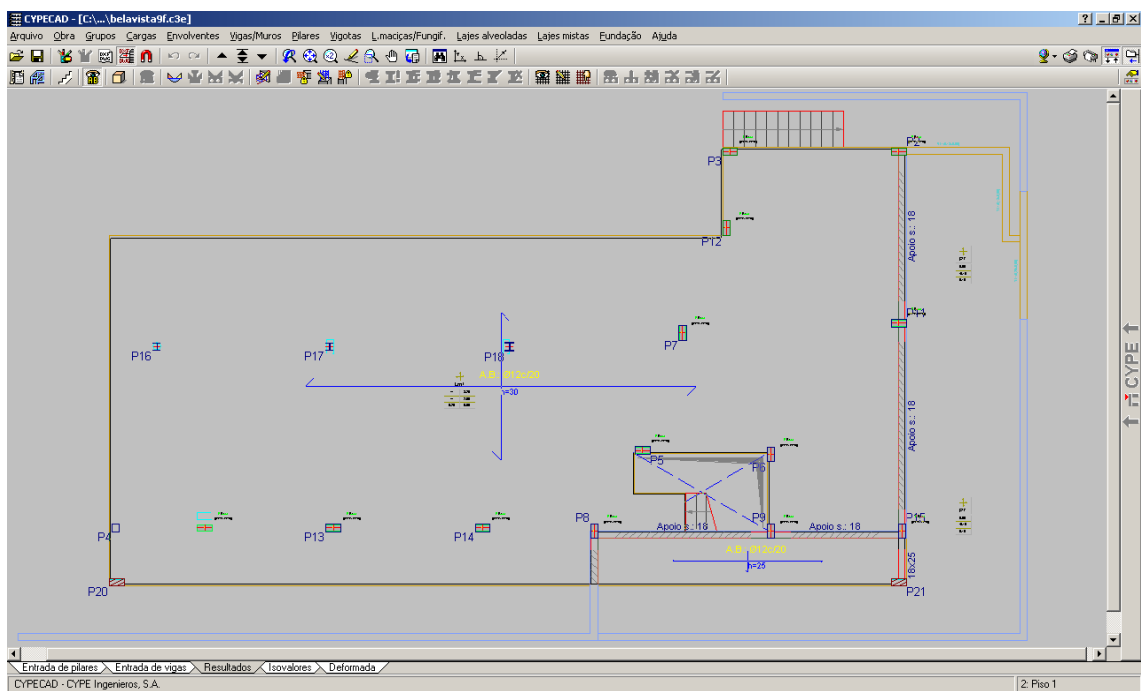 CYPECAD - [C:\...\belavista9f.c3e]
Arquivo Obra Grupos Cargas Envolventes Vigas/Muros Pilares Vigotas L.maciças/Fungif. Lajes alveoladas Lajes mistas Fundação Ajuda
P3
P2
P12
Apoio s.: 18
P11
P16
P17
P18
P7
A.B.: Ø12c/20
h=30
CYPE
Apoio s.: 18
P5
P6
P4
P13
P14
P8
Apoio s.: 18
P9
Apoio s.: 18
P15
A.B.: Ø12c/20
h=25
18x25
P20
P21
Entrada de pilares Entrada de vigas Resultados Isovalores Deformada
CYPECAD - CYPE Ingenieros, S.A. 2: Piso 1